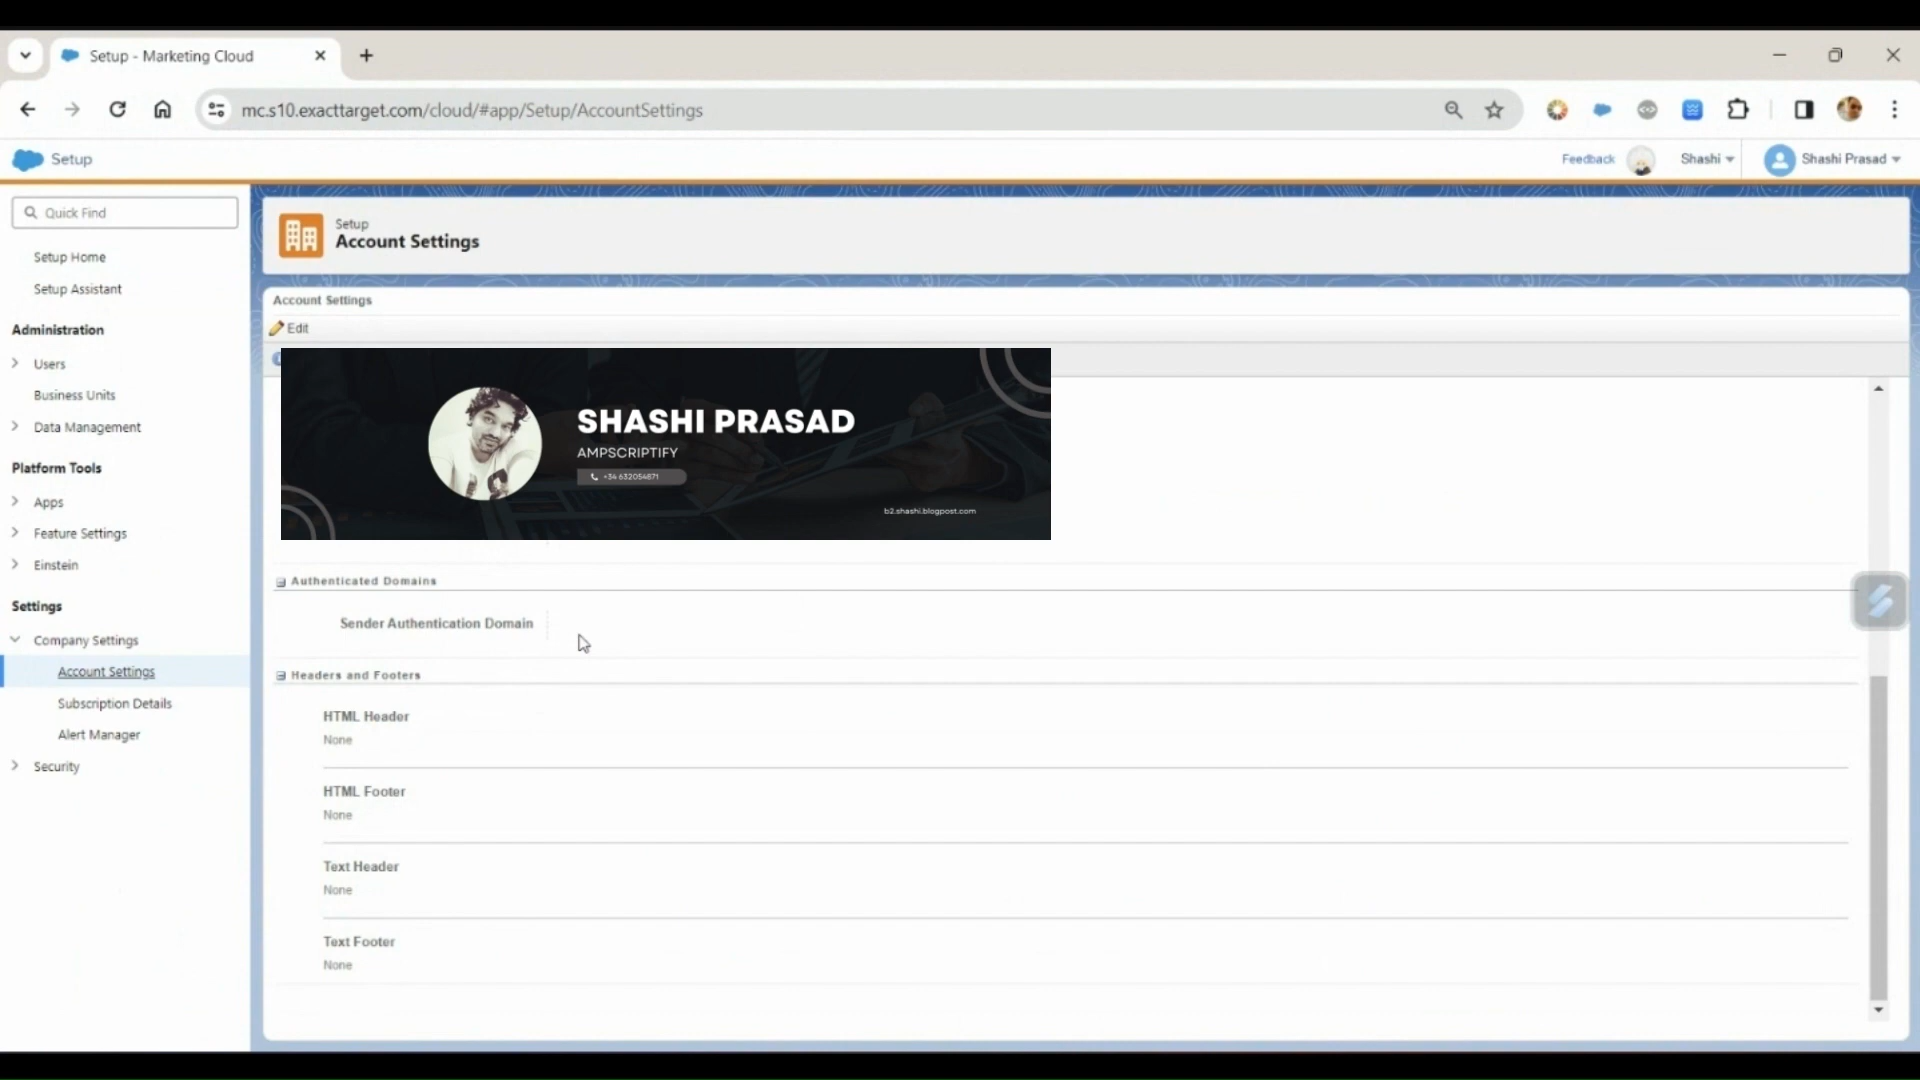 Setup - Marketing Cloud
mc.s10.exacttarget.com/cloud/#app/Setup/AccountSettings
Setup
Feedback
Shashi
Shashi Prasad
Quick Find
Setup Home
Setup Assistant
Administration
Users
Business Units
Data Management
Platform Tools
Apps
Feature Settings
Einstein
Settings
Company Settings
Account Settings
Subscription Details
Alert Manager
Security
Setup
Account Settings
Account Settings
Edit
SHASHI PRASAD
AMPSCRIPTIFY
+34 632054871
b2.shashi.blogpost.com
Authenticated Domains
Sender Authentication Domain
Headers and Footers
HTML Header
None
HTML Footer
None
Text Header
None
Text Footer
None